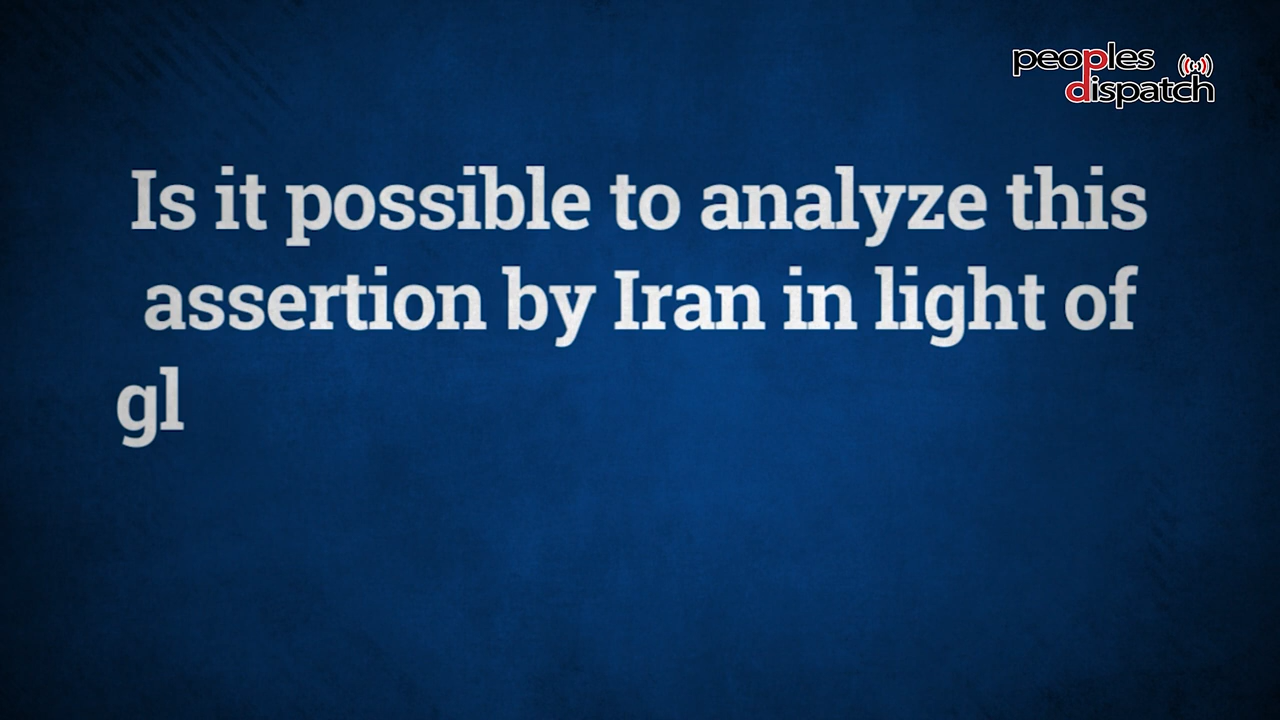 peoples
dispatch
Is it possible to analyze this
assertion by Iran in light of
gl